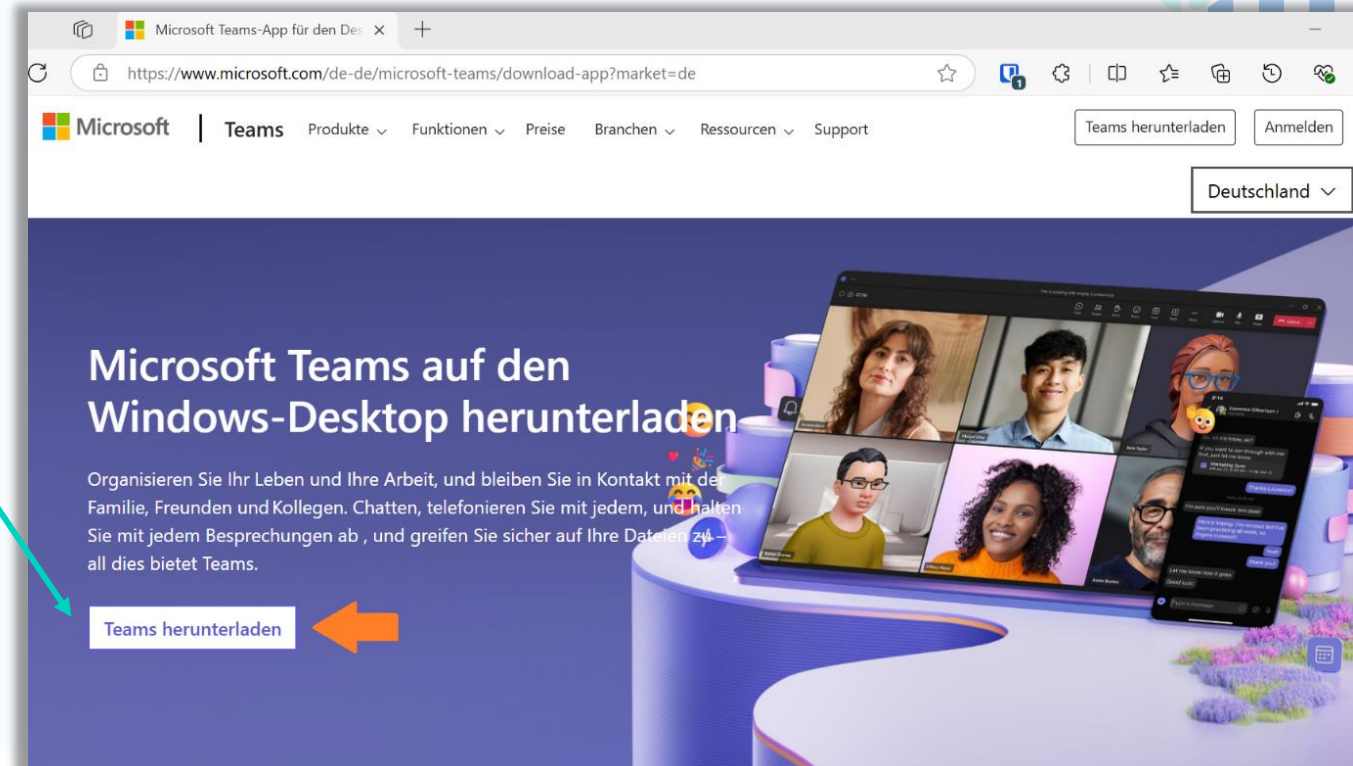 Microsoft Teams-App für den Des
https://www.microsoft.com/de-de/microsoft-teams/download-app?market=de
1
Microsoft Teams Produkte Funktionen Preise Branchen Ressourcen Support Teams herunterladen Anmelden
Deutschland
Microsoft Teams auf den
Windows-Desktop herunterladen
Organisieren Sie Ihr Leben und Ihre Arbeit, und bleiben Sie in Kontakt mit der
Familie, Freunden und Kollegen. Chatten, telefonieren Sie mit jedem, und halten
Sie mit jedem Besprechungen ab , und greifen Sie sicher auf Ihre Dateien zu –
all dies bietet Teams.
Teams herunterladen